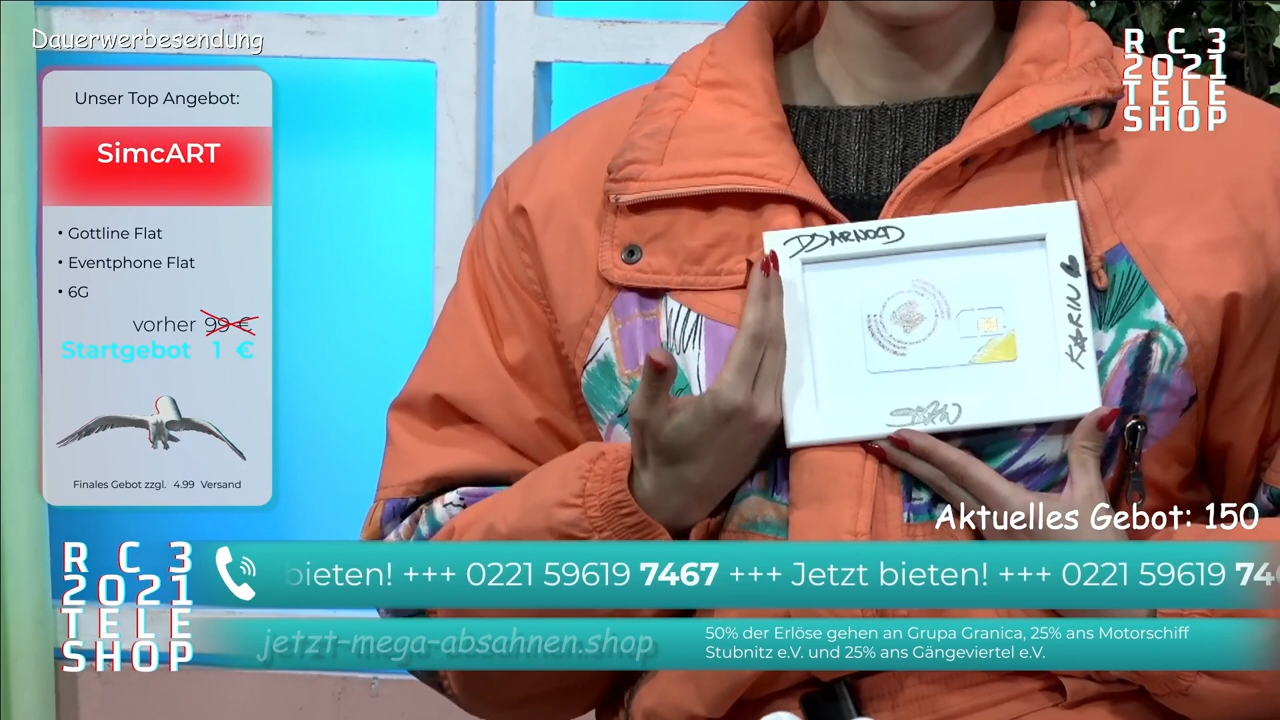 Dauerwerbesendung
Unser Top Angebot:
SimcART
• Gottline Flat
• Eventphone Flat
• 6G
vorher 99 €
Startgebot 1 €
Finales Gebot zzgl. 4.99 Versand
R C 3
2021
TELE
SHOP
KARIN
Aktuelles Gebot: 150
R C 3
2021
TELE
SHOP
bieten! +++ 0221 59619 7467 +++ Jetzt bieten! +++ 0221 59619 74
jetzt-mega-absahnen.shop
50% der Erlöse gehen an Grupa Granica, 25% ans Motorschiff
Stubnitz e.V. und 25% ans Gängeviertel e.V.